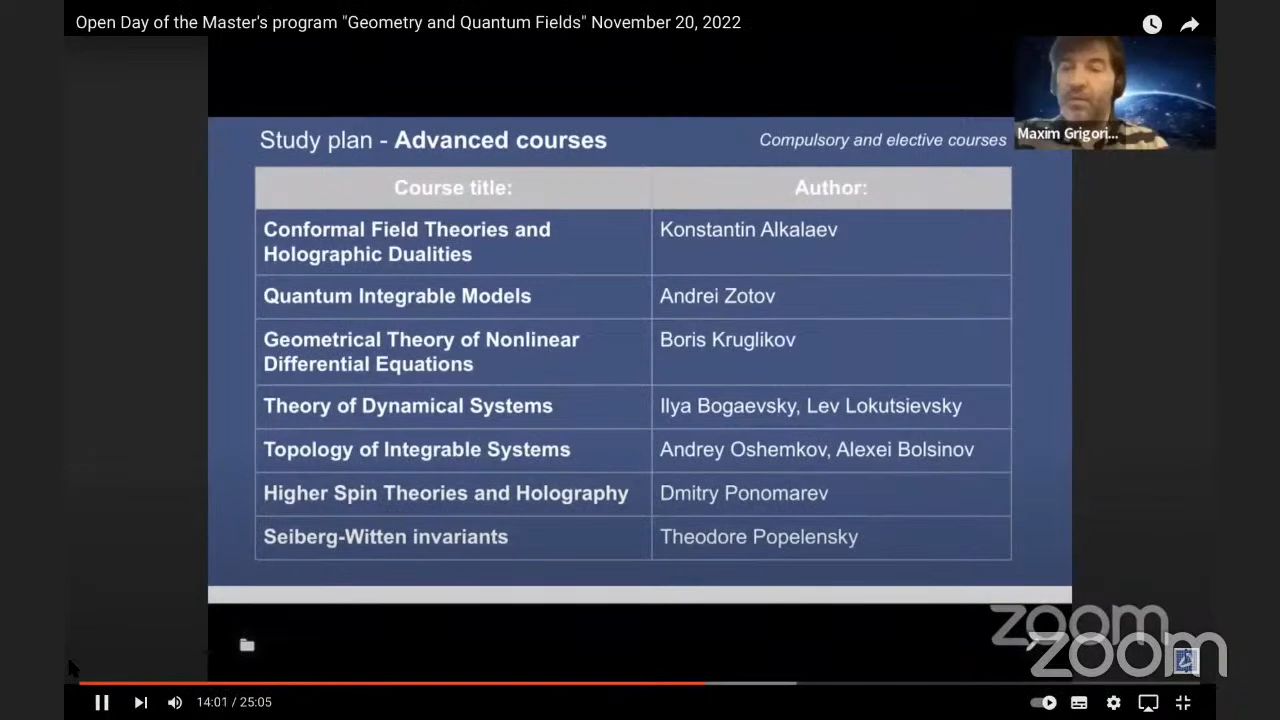 Open Day of the Master's program "Geometry and Quantum Fields" November 20, 2022
Maxim Grigori...
Study plan - Advanced courses
Compulsory and elective courses
Course title:
Author:
Conformal Field Theories and
Holographic Dualities
Konstantin Alkalaev
Quantum Integrable Models
Andrei Zotov
Geometrical Theory of Nonlinear
Differential Equations
Boris Kruglikov
Theory of Dynamical Systems
Ilya Bogaevsky, Lev Lokutsievsky
Topology of Integrable Systems
Andrey Oshemkov, Alexei Bolsinov
Higher Spin Theories and Holography
Dmitry Ponomarev
Seiberg-Witten invariants
Theodore Popelensky
zoom
zoom
14:01 / 25:05